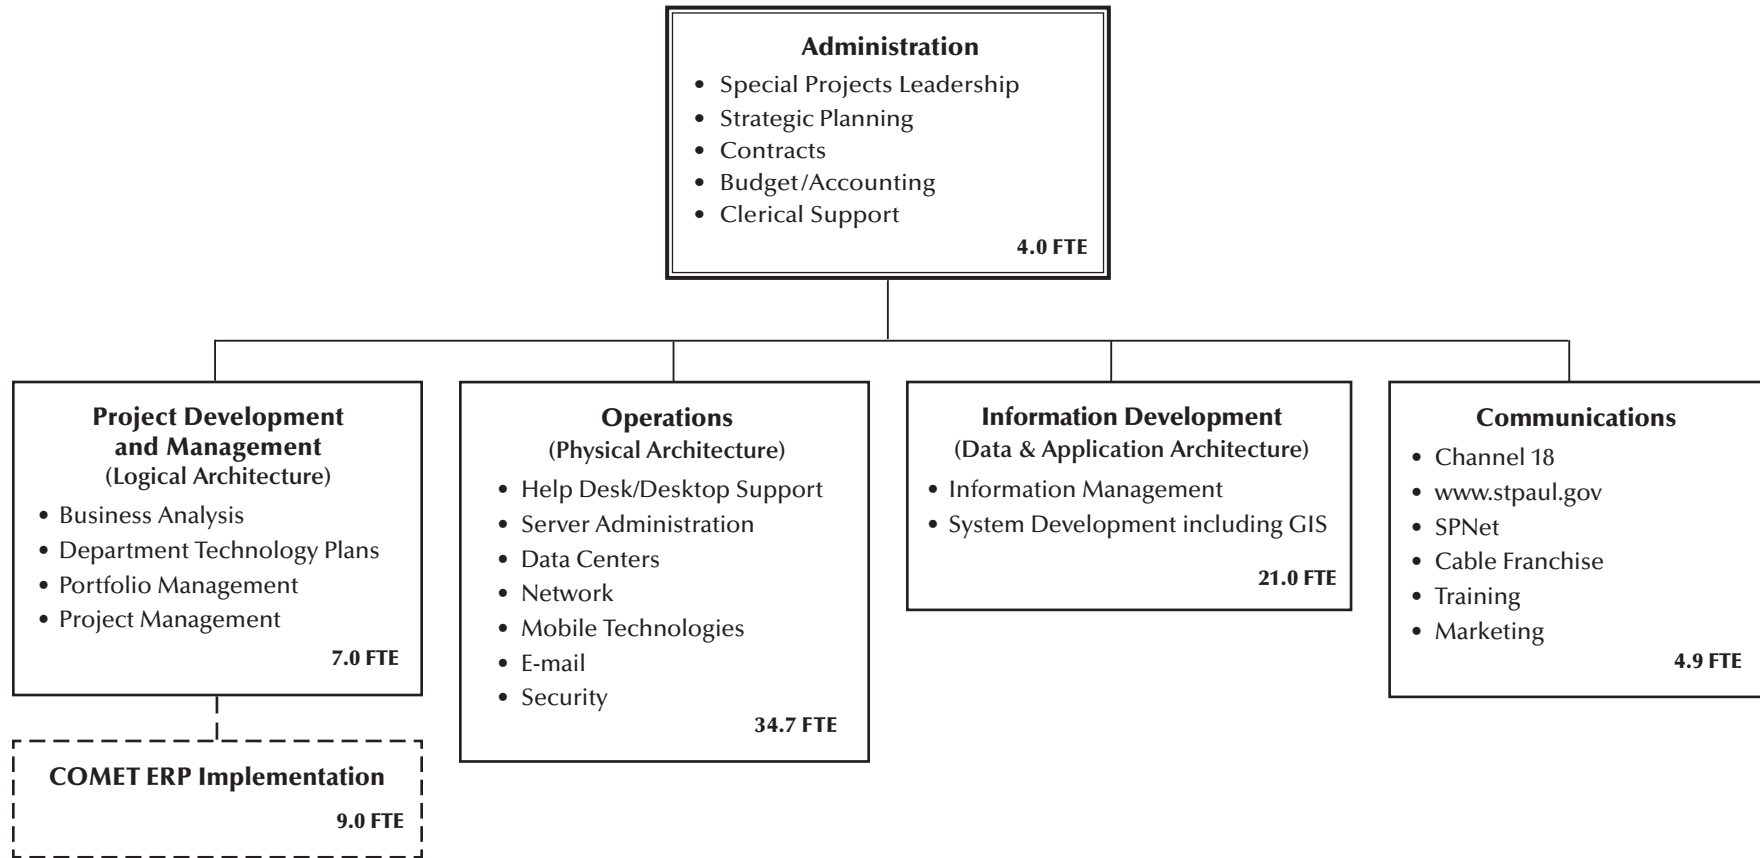 Administration
• Special Projects Leadership
• Strategic Planning
• Contracts
• Budget/Accounting
• Clerical Support
4.0 FTE
Project Development
and Management
(Logical Architecture)
• Business Analysis
• Department Technology Plans
• Portfolio Management
• Project Management
7.0 FTE
COMET ERP Implementation
9.0 FTE
Operations
(Physical Architecture)
• Help Desk/Desktop Support
• Server Administration
• Data Centers
• Network
• Mobile Technologies
• E-mail
• Security
34.7 FTE
Information Development
(Data & Application Architecture)
• Information Management
• System Development including GIS
21.0 FTE
Communications
• Channel 18
• www.stpaul.gov
• SPNet
• Cable Franchise
• Training
• Marketing
4.9 FTE